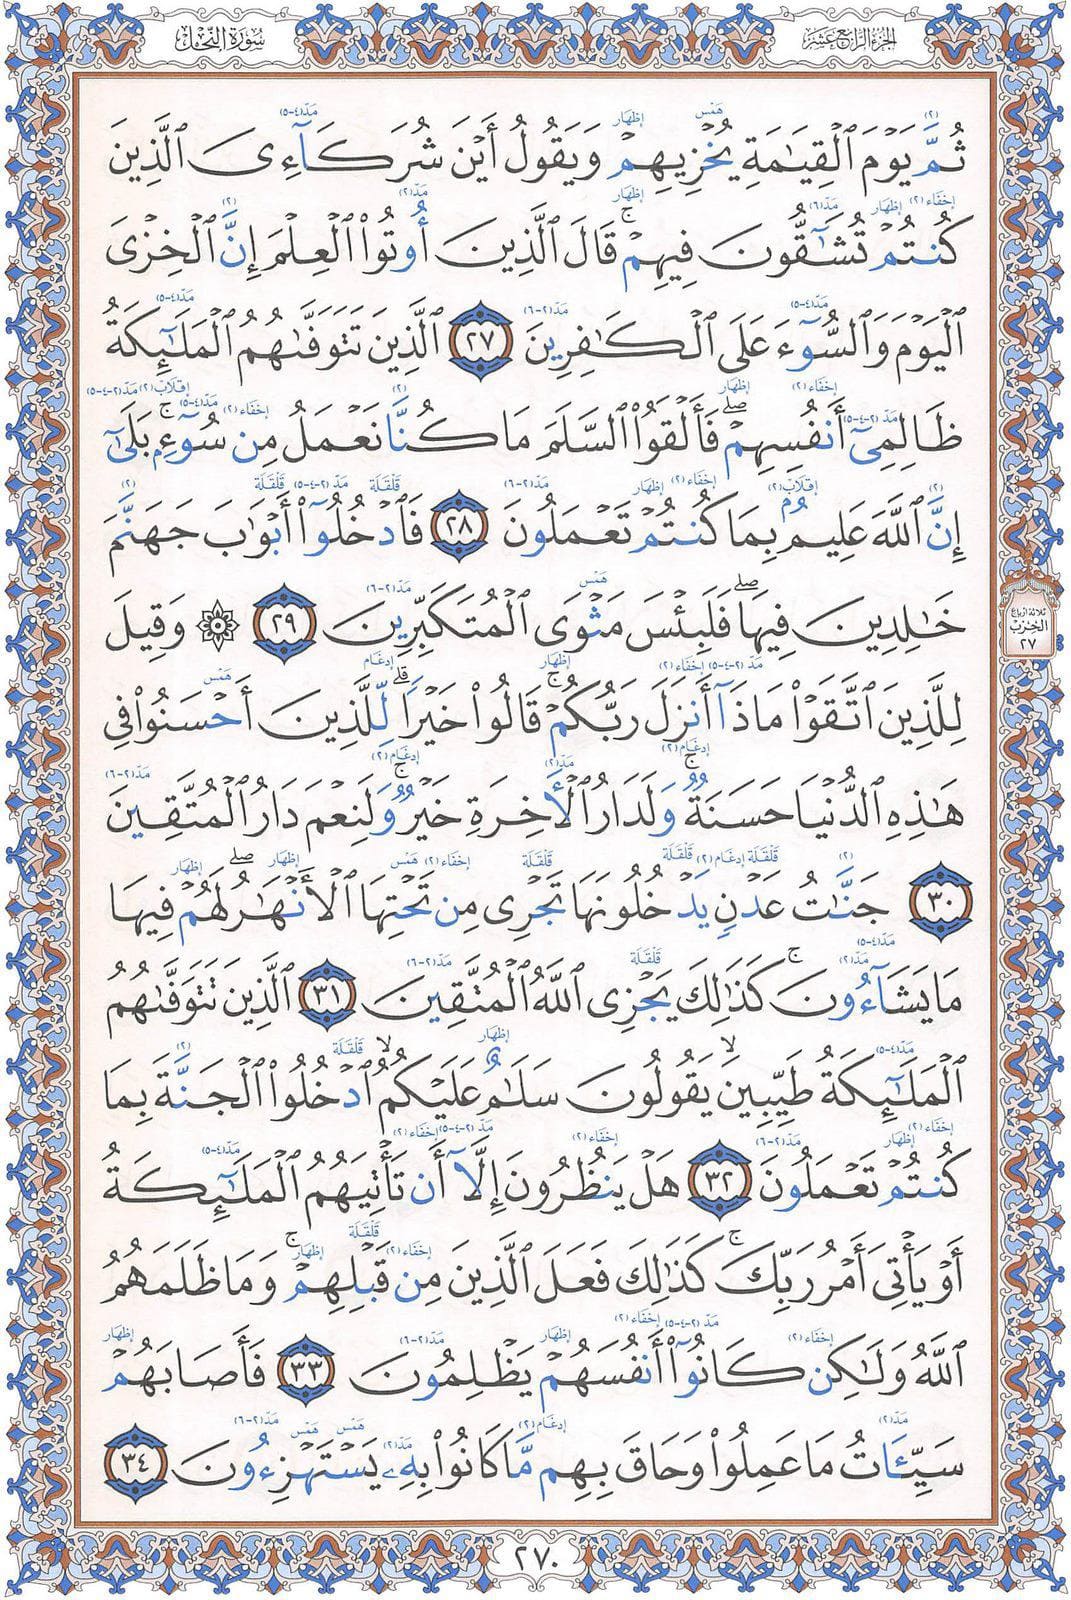 الجزء الرابع عشر
سورة النحل
ثُمَّ يَوْمَ ٱلْقِيَٰمَةِ يُخْزِيهِمْ وَيَقُولُ أَيْنَ شُرَكَآءِىَ ٱلَّذِينَ
كُنتُمْ تُشَٰٓقُّونَ فِيهِمْ ۚ قَالَ ٱلَّذِينَ أُوتُوا۟ ٱلْعِلْمَ إِنَّ ٱلْخِزْىَ
ٱلْيَوْمَ وَٱلسُّوٓءَ عَلَى ٱلْكَٰفِرِينَ ٢٧ ٱلَّذِينَ تَتَوَفَّىٰهُمُ ٱلْمَلَٰٓئِكَةُ
ظَالِمِىٓ أَنفُسِهِمْ ۖ فَأَلْقَوُا۟ ٱلسَّلَمَ مَا كُنَّا نَعْمَلُ مِن سُوٓءٍۭ ۚ بَلَىٰٓ
إِنَّ ٱللَّهَ عَلِيمٌۢ بِمَا كُنتُمْ تَعْمَلُونَ ٢٨ فَٱدْخُلُوٓا۟ أَبْوَٰبَ جَهَنَّمَ
خَٰلِدِينَ فِيهَا ۖ فَلَبِئْسَ مَثْوَى ٱلْمُتَكَبِّرِينَ ٢٩ ۞ وَقِيلَ
ثلاثة أرباع
الحزب
٢٧
لِلَّذِينَ ٱتَّقَوْا۟ مَاذَآ أَنزَلَ رَبُّكُمْ ۚ قَالُوا۟ خَيْرًا ۗ لِّلَّذِينَ أَحْسَنُوا۟ فِى
هَٰذِهِ ٱلدُّنْيَا حَسَنَةٌ ۚ وَلَدَارُ ٱلْأَخِرَةِ خَيْرٌ ۚ وَلَنِعْمَ دَارُ ٱلْمُتَّقِينَ
٣٠ جَنَّٰتُ عَدْنٍ يَدْخُلُونَهَا تَجْرِى مِن تَحْتِهَا ٱلْأَنْهَٰرُ ۖ لَهُمْ فِيهَا
مَا يَشَآءُونَ ۚ كَذَٰلِكَ يَجْزِى ٱللَّهُ ٱلْمُتَّقِينَ ٣١ ٱلَّذِينَ تَتَوَفَّىٰهُمُ
ٱلْمَلَٰٓئِكَةُ طَيِّبِينَ ۙ يَقُولُونَ سَلَٰمٌ عَلَيْكُمُ ۙ ٱدْخُلُوا۟ ٱلْجَنَّةَ بِمَا
كُنتُمْ تَعْمَلُونَ ٣٢ هَلْ يَنظُرُونَ إِلَّآ أَن تَأْتِيَهُمُ ٱلْمَلَٰٓئِكَةُ
أَوْ يَأْتِىَ أَمْرُ رَبِّكَ ۚ كَذَٰلِكَ فَعَلَ ٱلَّذِينَ مِن قَبْلِهِمْ ۚ وَمَا ظَلَمَهُمُ
ٱللَّهُ وَلَٰكِن كَانُوٓا۟ أَنفُسَهُمْ يَظْلِمُونَ ٣٣ فَأَصَابَهُمْ
سَيِّـَٔاتُ مَا عَمِلُوا۟ وَحَاقَ بِهِم مَّا كَانُوا۟ بِهِۦ يَسْتَهْزِءُونَ ٣٤
٢٧٠